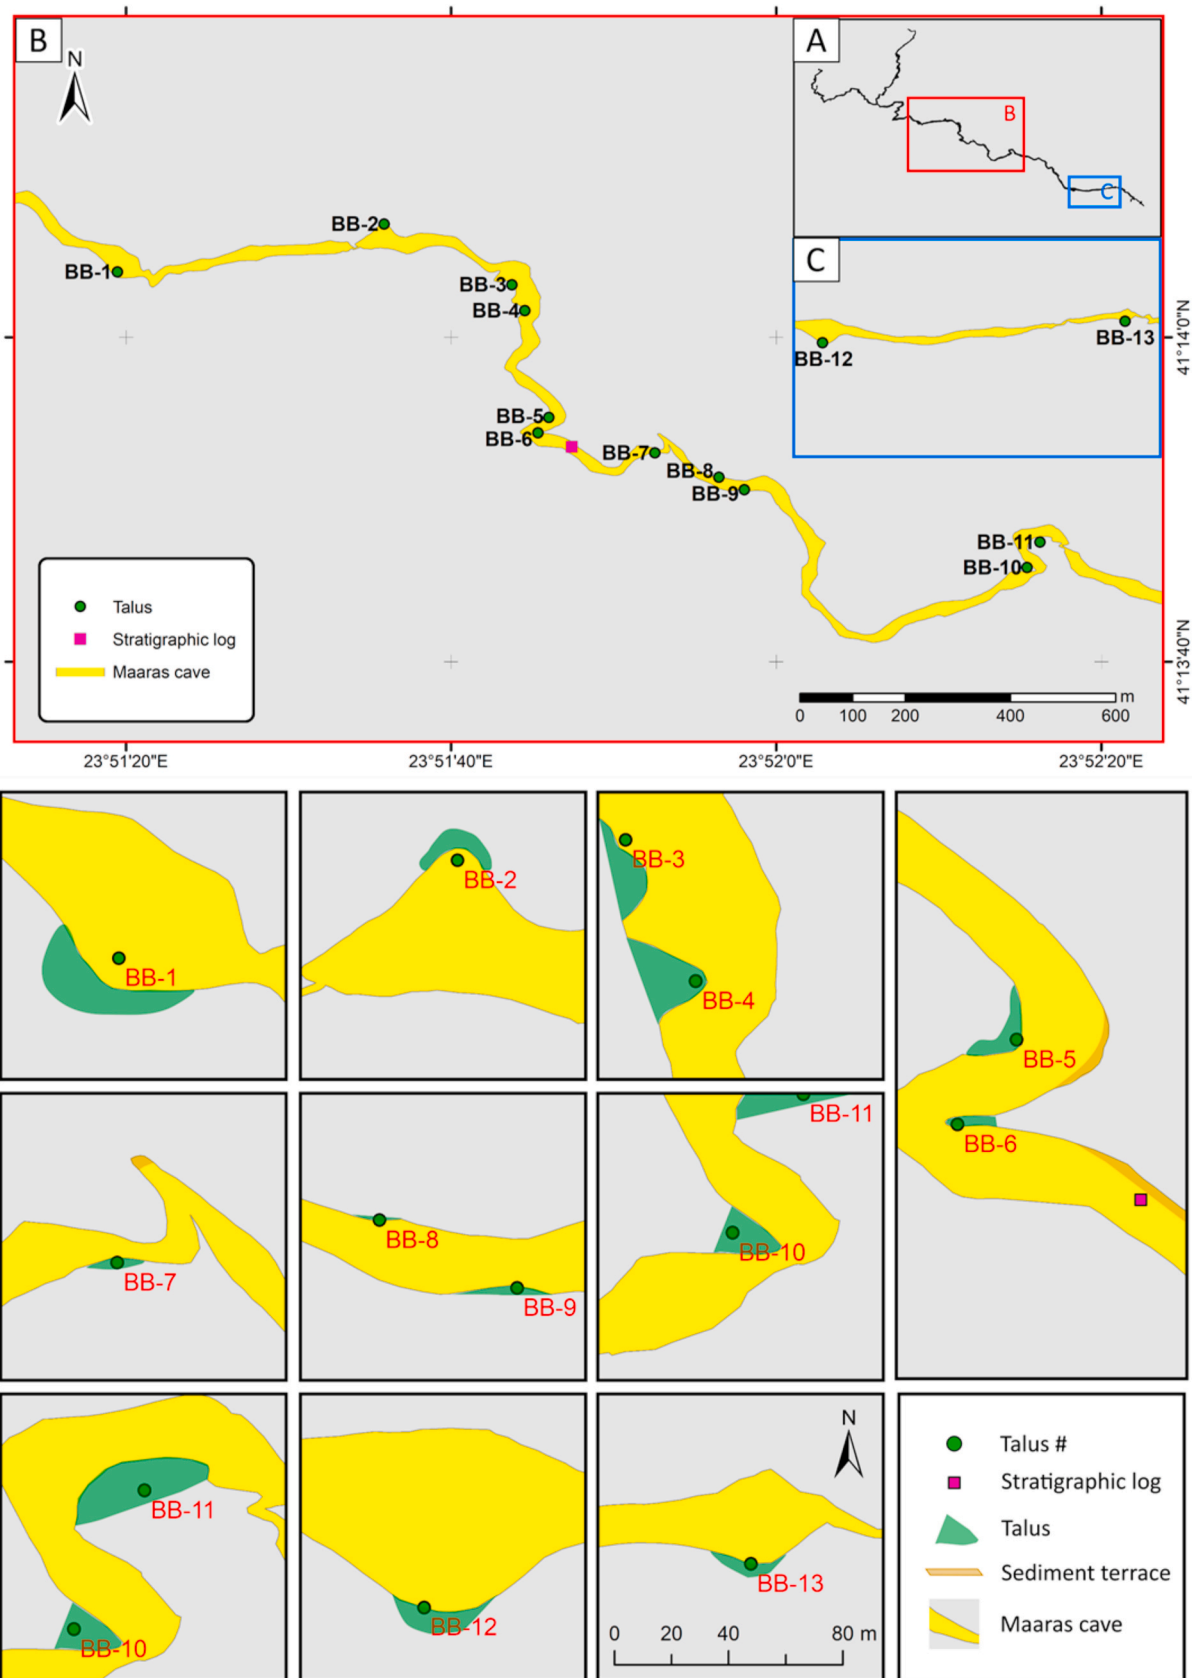 B
N
A
B
C
C
BB-12
BB-13
BB-1
BB-2
BB-3
BB-4
BB-5
BB-6
BB-7
BB-8
BB-9
BB-11
BB-10
41°14'0"N
41°13'40"N
Talus
Stratigraphic log
Maaras cave
m
0 100 200 400 600
23°51'20"E 23°51'40"E 23°52'0"E 23°52'20"E
BB-1
BB-2
BB-3
BB-4
BB-5
BB-6
BB-7
BB-8
BB-9
BB-11
BB-10
BB-11
BB-10
BB-12
N
BB-13
0 20 40 80 m
Talus #
Stratigraphic log
Talus
Sediment terrace
Maaras cave